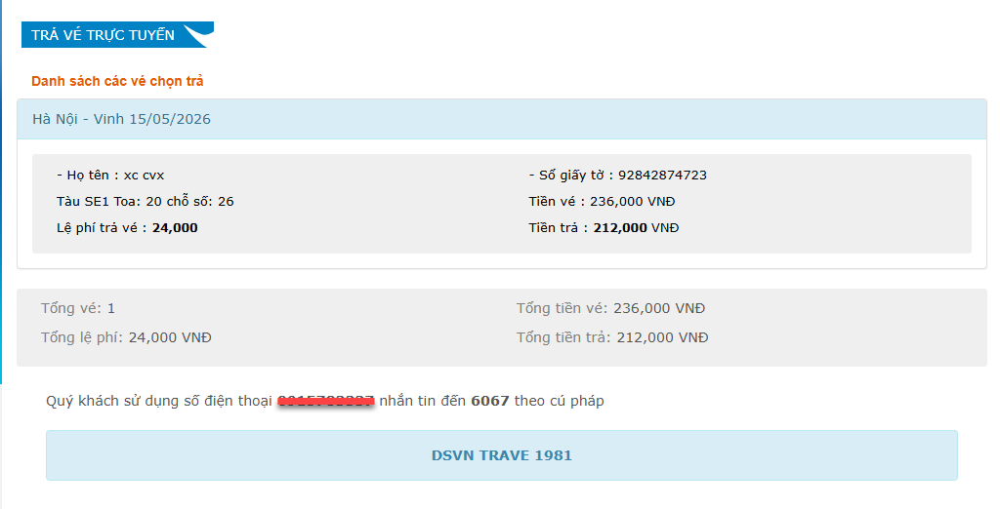 TRẢ VÉ TRỰC TUYẾN
Danh sách các vé chọn trả
Hà Nội - Vinh 15/05/2026
- Họ tên : xc cvx
- Số giấy tờ : 92842874723
Tàu SE1 Toa: 20 chỗ số: 26
Tiền vé : 236,000 VNĐ
Lệ phí trả vé : 24,000
Tiền trả : 212,000 VNĐ
Tổng vé: 1
Tổng tiền vé: 236,000 VNĐ
Tổng lệ phí: 24,000 VNĐ
Tổng tiền trả: 212,000 VNĐ
Quý khách sử dụng số điện thoại nhắn tin đến 6067 theo cú pháp
DSVN TRAVE 1981